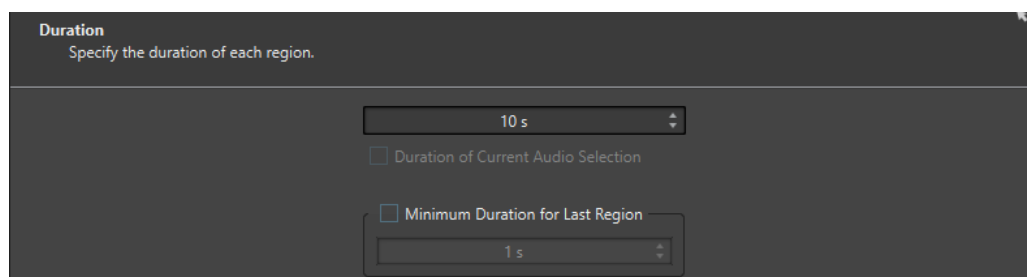 Duration
Specify the duration of each region.
10 s
Duration of Current Audio Selection
Minimum Duration for Last Region
1 s